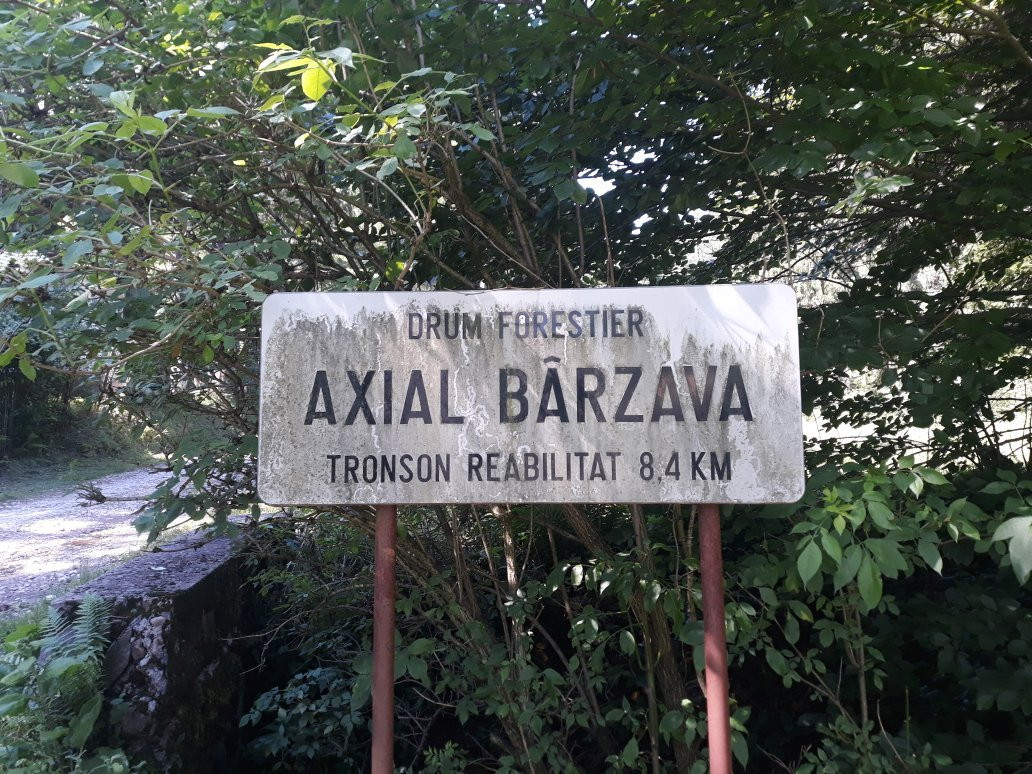 DRUM FORESTIER
AXIAL BÂRZAVA
TRONSON REABILITAT 8,4 KM